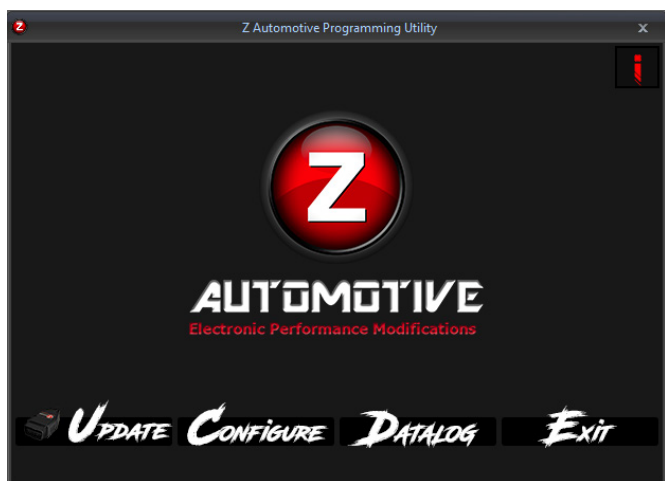 Z
Z Automotive Programming Utility
x
i
Z
AUTOMOTIVE
Electronic Performance Modifications
UPDATE CONFIGURE DATALOG EXIT